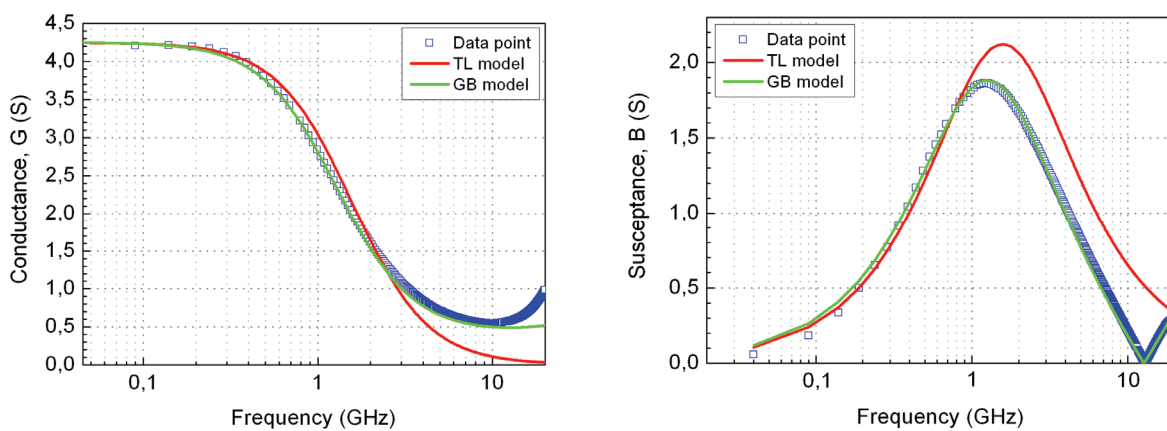 4,5
4.0
3.5
3.0
2.5
2.0
1.5
1,0
0.5
0.0
Conductance, G (S)
Data point
TL model
GB model
0,1
1
10
Frequency (GHz)
2,0
1.5
1.0
0.5
0,0
Susceptance, B (S)
Data point
TL model
GB model
0,1
1
10
Frequency (GHz)